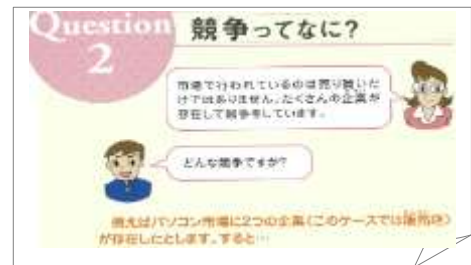 Question
2
競争ってなに?
市場で行われているのは売り買いだ
けではありません。たくさんの企業が
存在して競争をしています。
どんな競争ですか?
例えばパソコン市場に2つの企業(このケースでは販売店)
が存在したとします。すると…